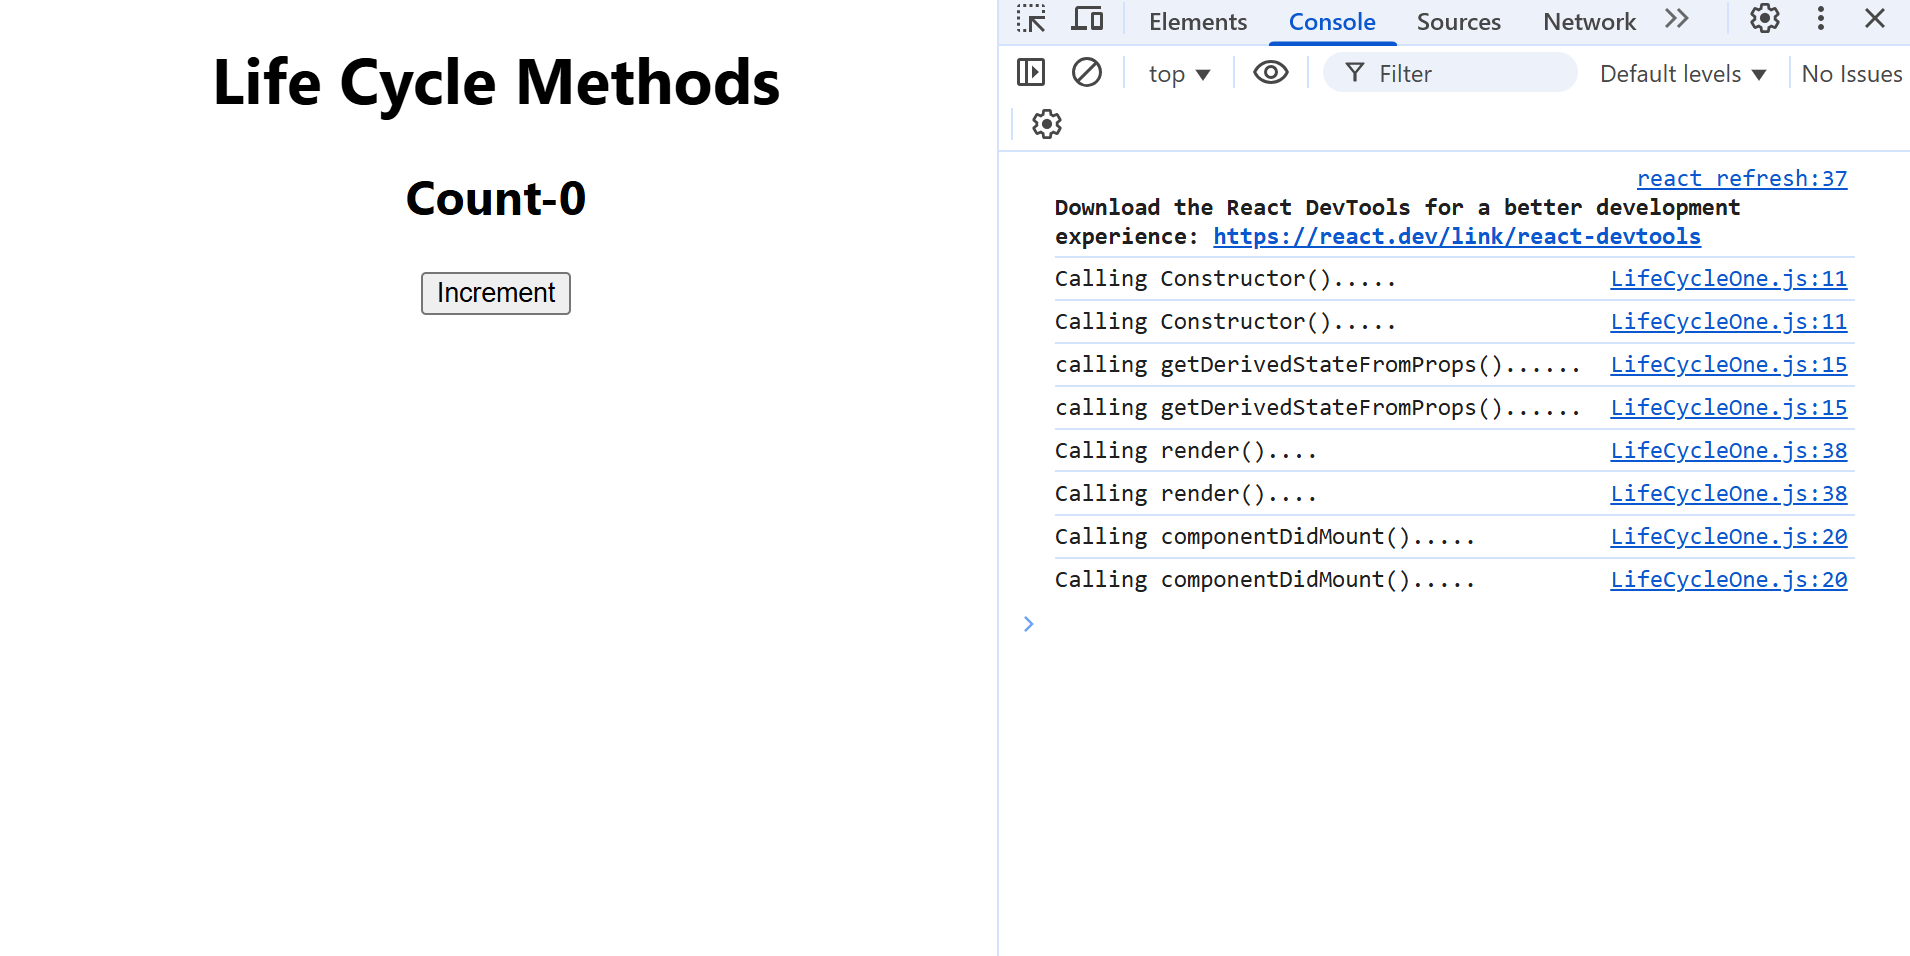 Life Cycle Methods
Count-0
Increment
Elements Console Sources Network
top Filter Default levels No Issues
react refresh:37
Download the React DevTools for a better development
experience: https://react.dev/link/react-devtools
Calling Constructor()..... LifeCycleOne.js:11
Calling Constructor()..... LifeCycleOne.js:11
calling getDerivedStateFromProps()...... LifeCycleOne.js:15
calling getDerivedStateFromProps()...... LifeCycleOne.js:15
Calling render().... LifeCycleOne.js:38
Calling render().... LifeCycleOne.js:38
Calling componentDidMount()..... LifeCycleOne.js:20
Calling componentDidMount()..... LifeCycleOne.js:20